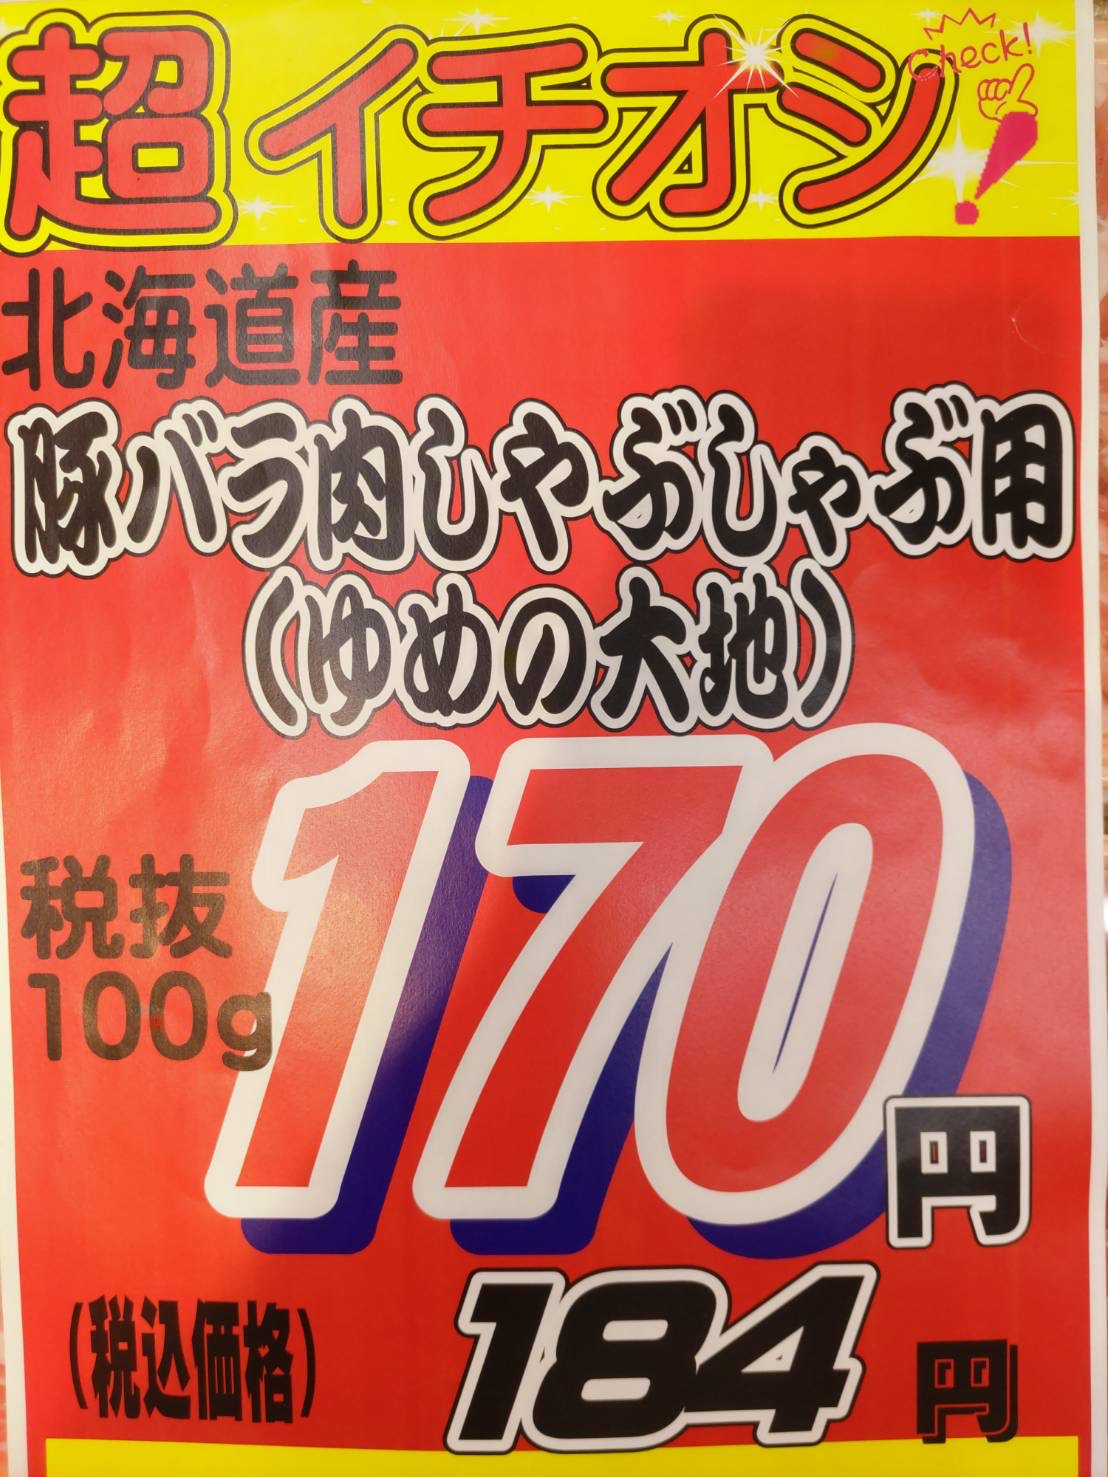 超イチオシ！
Check!
北海道産
豚バラ肉しゃぶしゃぶ用
（ゆめの大地）
税抜
100g
170円
（税込価格） 184円